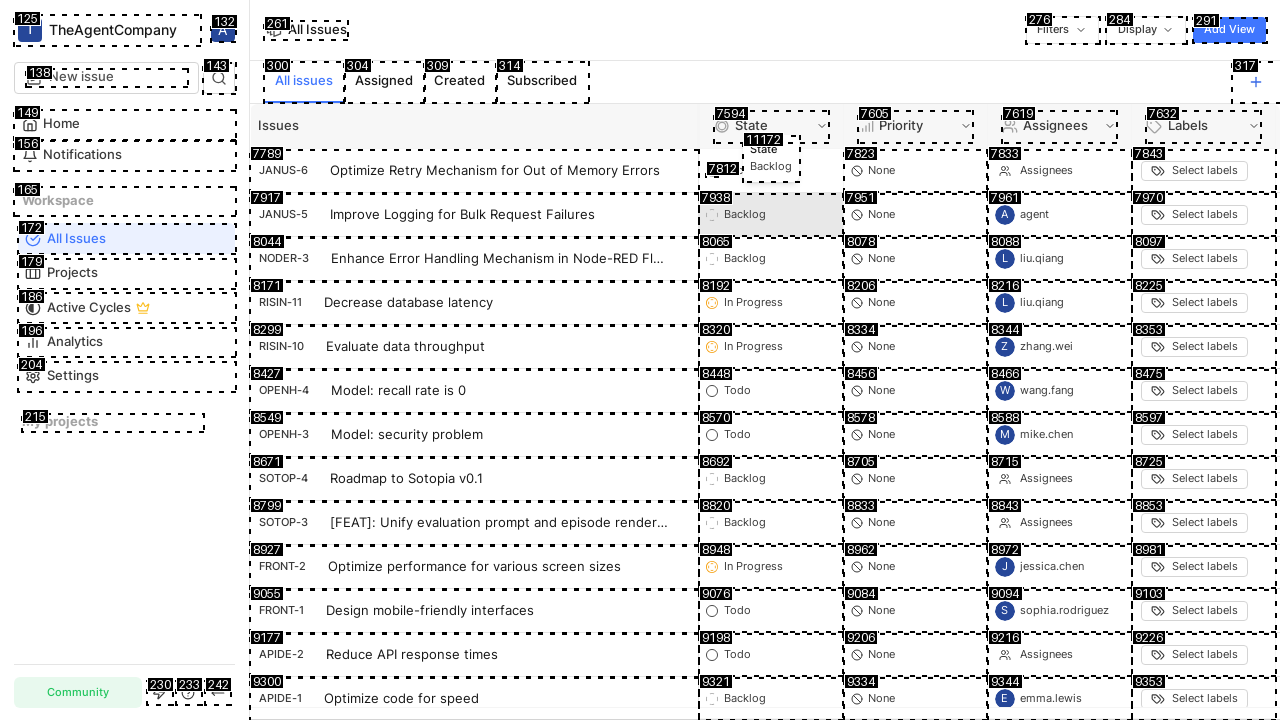 125
T TheAgentCompany
132
A
138
New issue
143
149
Home
156
Notifications
165
Workspace
172
All Issues
179
Projects
186
Active Cycles
196
Analytics
204
Settings
215
My projects
Community
230
233
242
261
All Issues
276
Filters
284
Display
291
Add View
300
All issues
304
Assigned
309
Created
314
Subscribed
317
Issues
7594
State
7605
Priority
7619
Assignees
7632
Labels
11172
State
Backlog
7789
JANUS-6 Optimize Retry Mechanism for Out of Memory Errors
7812
7823
None
7833
Assignees
7843
Select labels
7917
JANUS-5 Improve Logging for Bulk Request Failures
7938
Backlog
7951
None
7961
A agent
7970
Select labels
8044
NODER-3 Enhance Error Handling Mechanism in Node-RED Fl...
8065
Backlog
8078
None
8088
L liu.qiang
8097
Select labels
8171
RISIN-11 Decrease database latency
8192
In Progress
8206
None
8216
L liu.qiang
8225
Select labels
8299
RISIN-10 Evaluate data throughput
8320
In Progress
8334
None
8344
Z zhang.wei
8353
Select labels
8427
OPENH-4 Model: recall rate is 0
8448
Todo
8456
None
8466
W wang.fang
8475
Select labels
8549
OPENH-3 Model: security problem
8570
Todo
8578
None
8588
M mike.chen
8597
Select labels
8671
SOTOP-4 Roadmap to Sotopia v0.1
8692
Backlog
8705
None
8715
Assignees
8725
Select labels
8799
SOTOP-3 [FEAT]: Unify evaluation prompt and episode render...
8820
Backlog
8833
None
8843
Assignees
8853
Select labels
8927
FRONT-2 Optimize performance for various screen sizes
8948
In Progress
8962
None
8972
J jessica.chen
8981
Select labels
9055
FRONT-1 Design mobile-friendly interfaces
9076
Todo
9084
None
9094
S sophia.rodriguez
9103
Select labels
9177
APIDE-2 Reduce API response times
9198
Todo
9206
None
9216
Assignees
9226
Select labels
9300
APIDE-1 Optimize code for speed
9321
Backlog
9334
None
9344
E emma.lewis
9353
Select labels